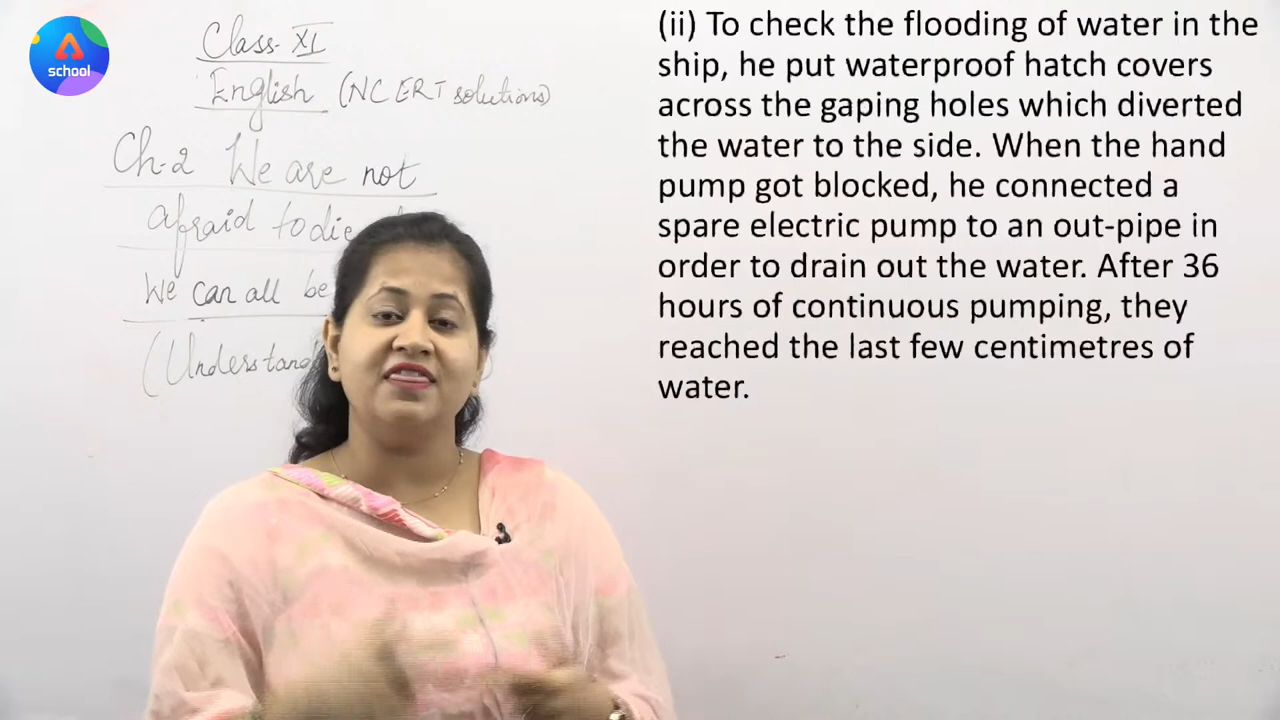 A
school
Class-XI
English (NCERT solutions)
Ch-2 We are not
afraid to die
We can all be
(Understand
(ii) To check the flooding of water in the
ship, he put waterproof hatch covers
across the gaping holes which diverted
the water to the side. When the hand
pump got blocked, he connected a
spare electric pump to an out-pipe in
order to drain out the water. After 36
hours of continuous pumping, they
reached the last few centimetres of
water.